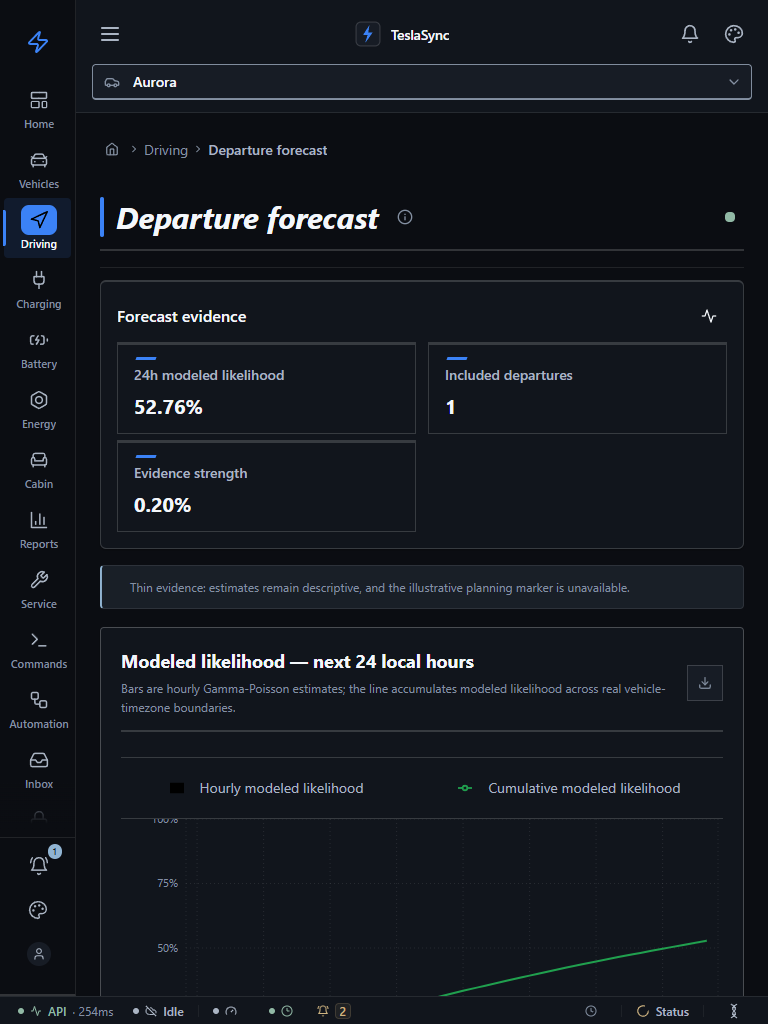 TeslaSync
Aurora
Home
Vehicles
Driving
Charging
Battery
Energy
Cabin
Reports
Service
Commands
Automation
Inbox
1
Driving
Departure forecast
Departure forecast
Forecast evidence
24h modeled likelihood
52.76%
Included departures
1
Evidence strength
0.20%
Thin evidence: estimates remain descriptive, and the illustrative planning marker is unavailable.
Modeled likelihood — next 24 local hours
Bars are hourly Gamma-Poisson estimates; the line accumulates modeled likelihood across real vehicle-
timezone boundaries.
Hourly modeled likelihood
Cumulative modeled likelihood
100%
75%
50%
API · 254ms
Idle
2
Status